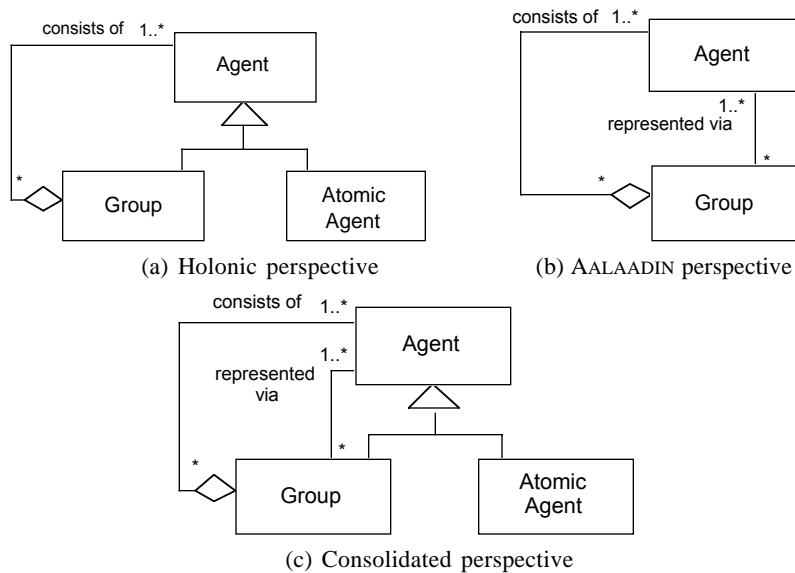 consists of 1..*
Agent
*
Group
Atomic
Agent
(a) Holonic perspective
consists of 1..*
Agent
1..*
represented via
*
*
Group
(b) AALAADIN perspective
consists of
1..*
Agent
1..*
represented
via
*
*
Group
Atomic
Agent
(c) Consolidated perspective